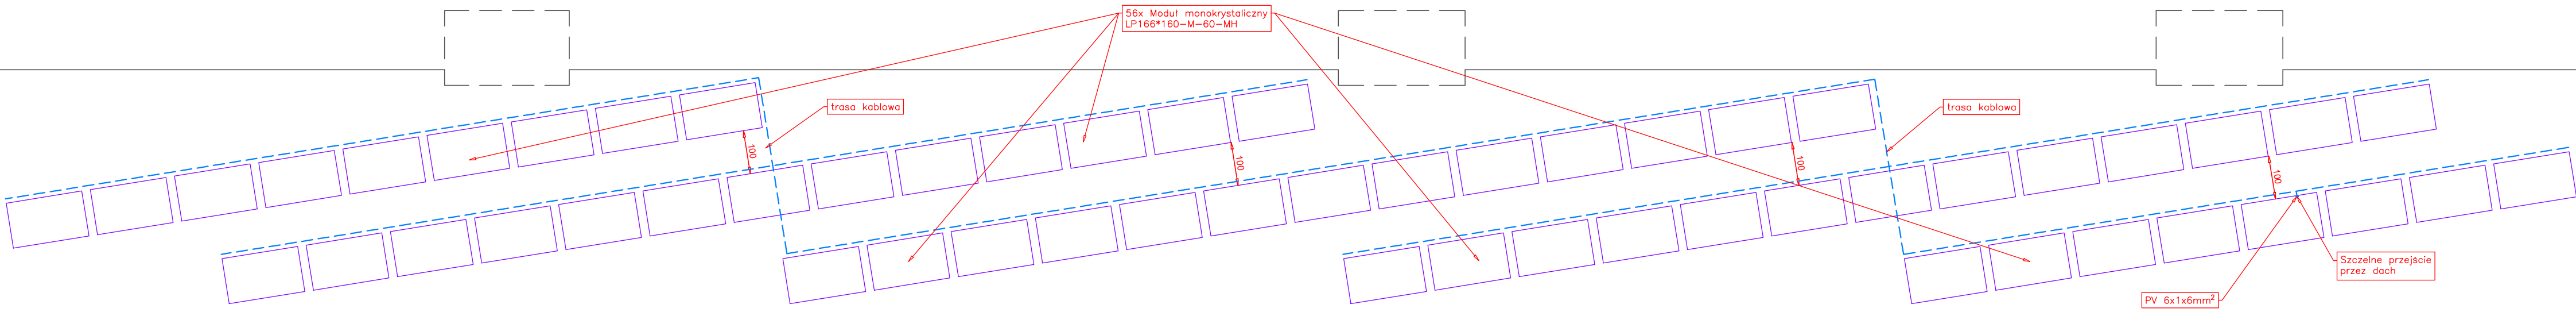 56x Moduł monokrystaliczny
LP166*160-M-60-MH
trasa kablowa
trasa kablowa
100
100
100
100
Szczelne przejście
przez dach
PV 6x1x6mm²